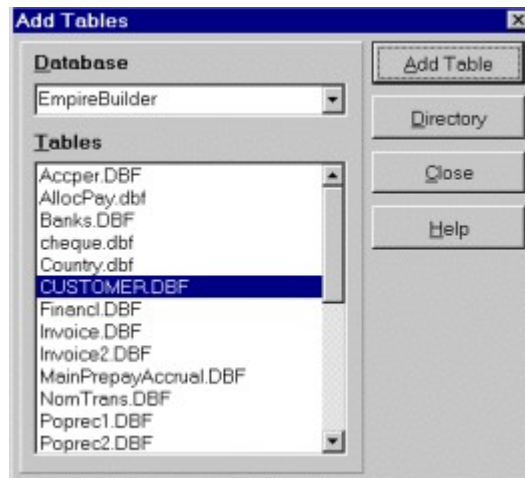 Add Tables
Database
EmpireBuilder
Tables
Accper.DBF
AllocPay.dbf
Banks.DBF
cheque.dbf
Country.dbf
CUSTOMER.DBF
Financl.DBF
Invoice.DBF
Invoice2.DBF
MainPrepayAccrual.DBF
NomTrans.DBF
Poprec1.DBF
Poprec2.DBF
Add Table
Directory
Close
Help